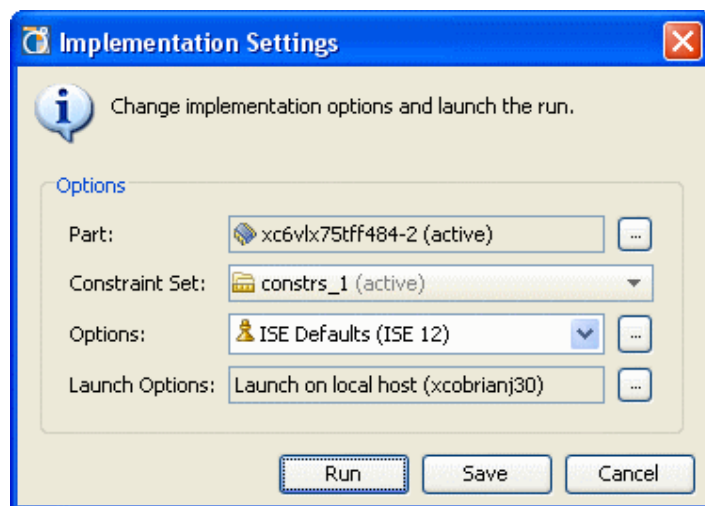 Implementation Settings
Change implementation options and launch the run.
Options
Part: xc6vlx75tff484-2 (active) ...
Constraint Set: constrs_1 (active)
Options: ISE Defaults (ISE 12) ...
Launch Options: Launch on local host (xcobrianj30) ...
Run Save Cancel